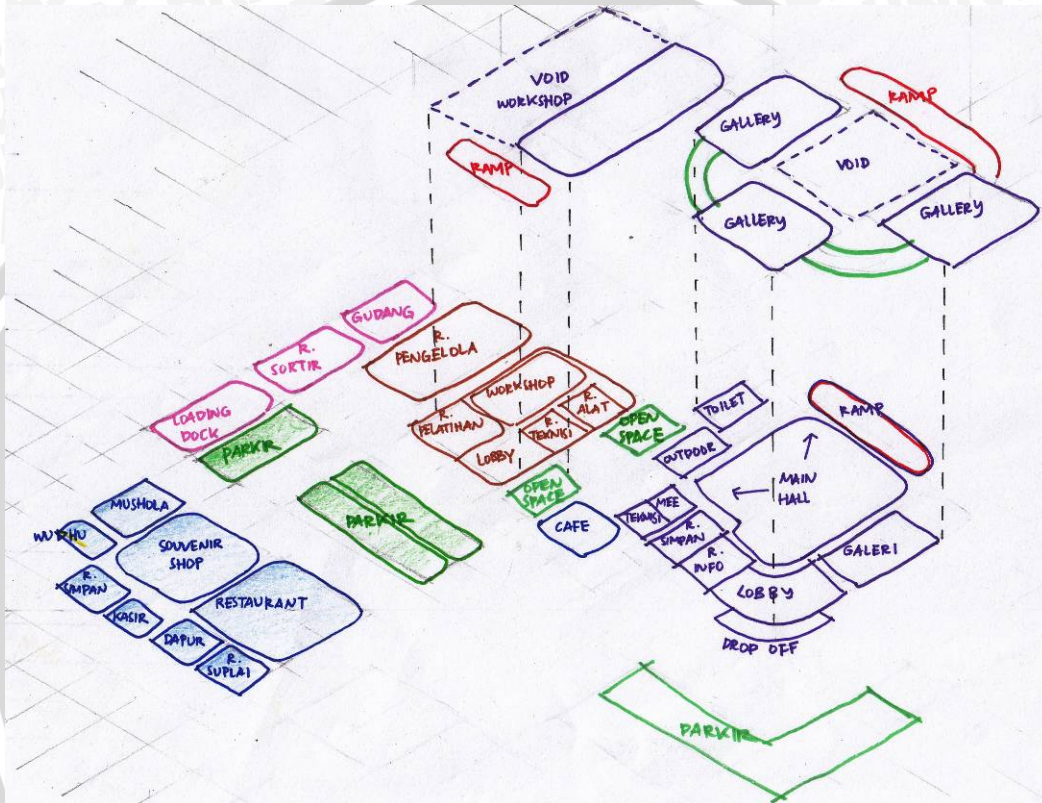 VOID
WORKSHOP
RAMP
GALLERY
RAMP
VOID
GALLERY
GALLERY
GUDANG
R.
SORTIR
LOADING
DOCK
PARKIR
R.
PENGELOLA
WORKSHOP
R.
ALAT
R.
PELATIHAN
R.
TEKNISI
LOBBY
OPEN
SPACE
OPEN
SPACE
CAFE
PARKIR
MUSHOLA
WUDHU
SOUVENIR
SHOP
R.
SIMPAN
KASIR
DAPUR
R.
SUPLAI
RESTAURANT
TOILET
OUTDOOR
RAMP
MAIN
HALL
MEE
TEKNISI
R.
SIMPAN
R.
INFO
LOBBY
GALERI
DROP OFF
PARKIR